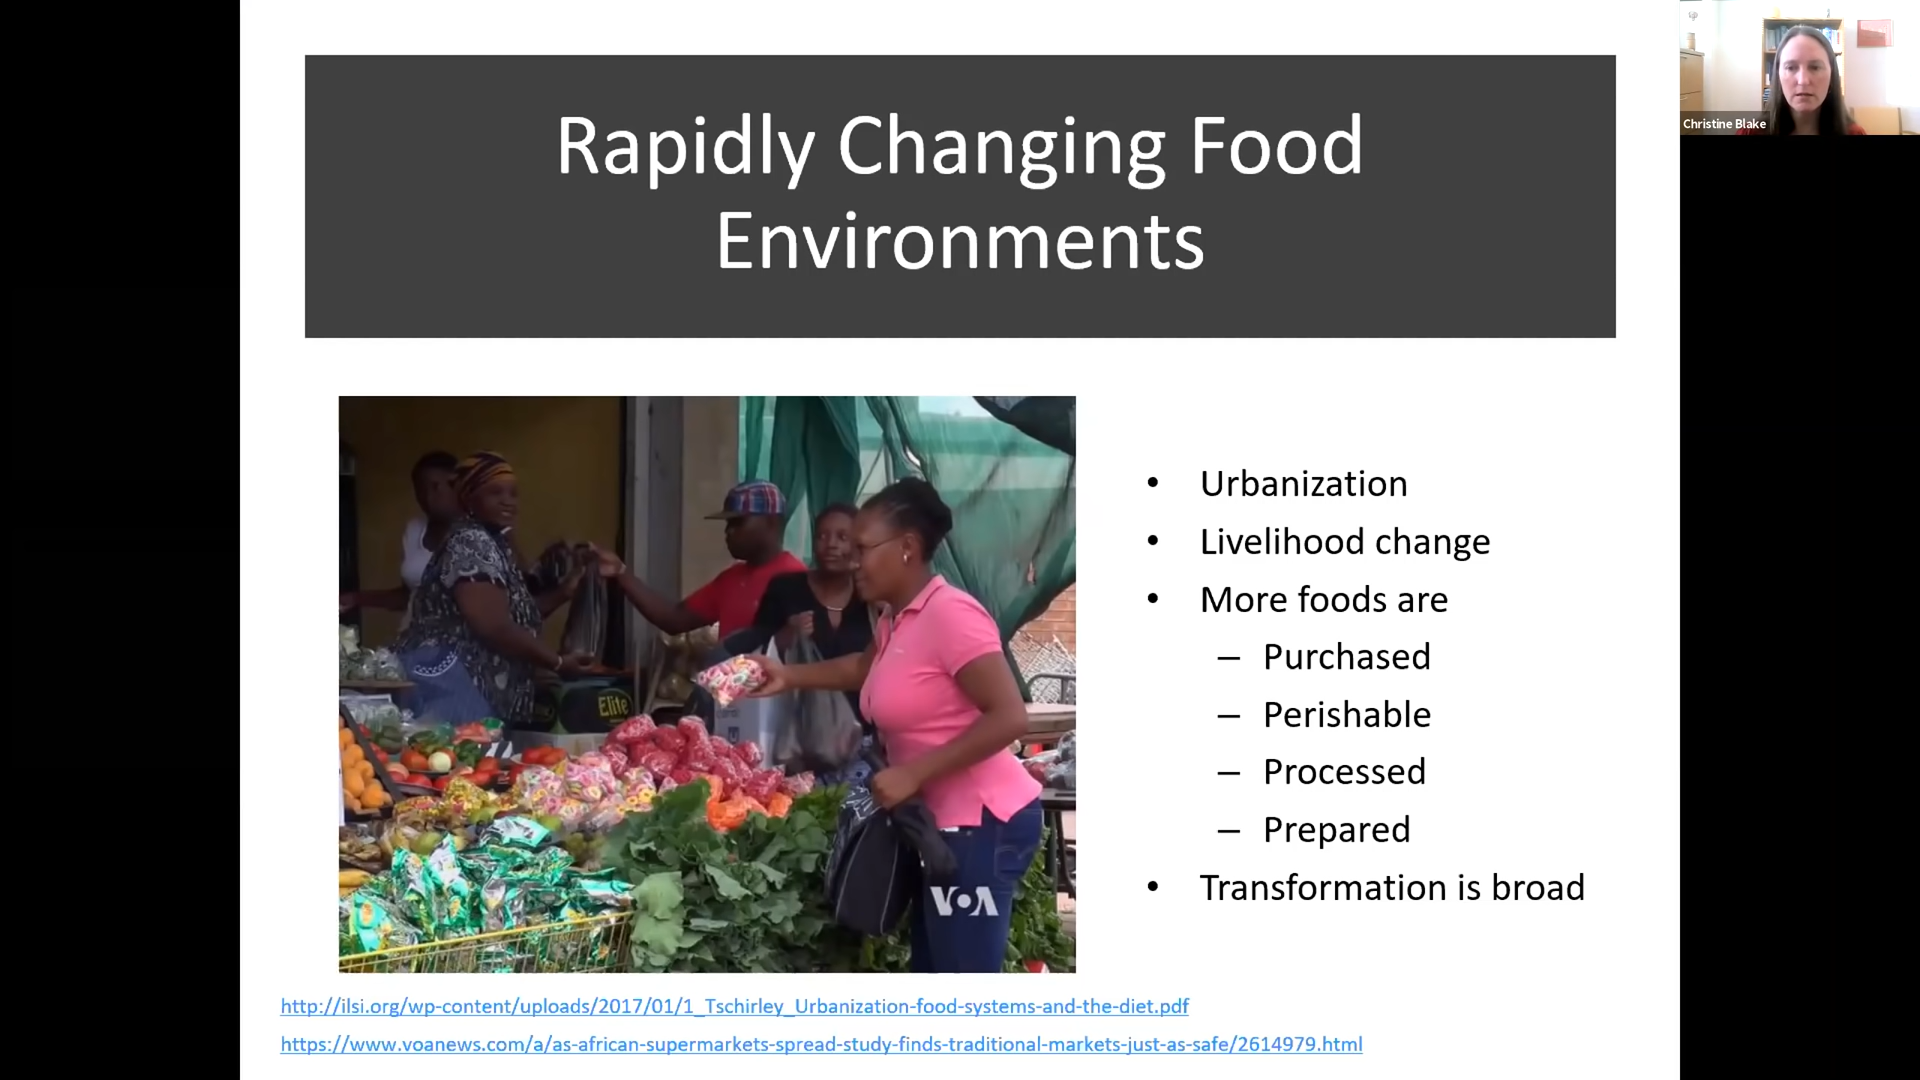 Rapidly Changing Food
Environments
Christine Blake
• Urbanization
• Livelihood change
• More foods are
– Purchased
– Perishable
– Processed
– Prepared
• Transformation is broad
Elite
VOA
http://ilsi.org/wp-content/uploads/2017/01/1_Tschirley_Urbanization-food-systems-and-the-diet.pdf
https://www.voanews.com/a/as-african-supermarkets-spread-study-finds-traditional-markets-just-as-safe/2614979.html